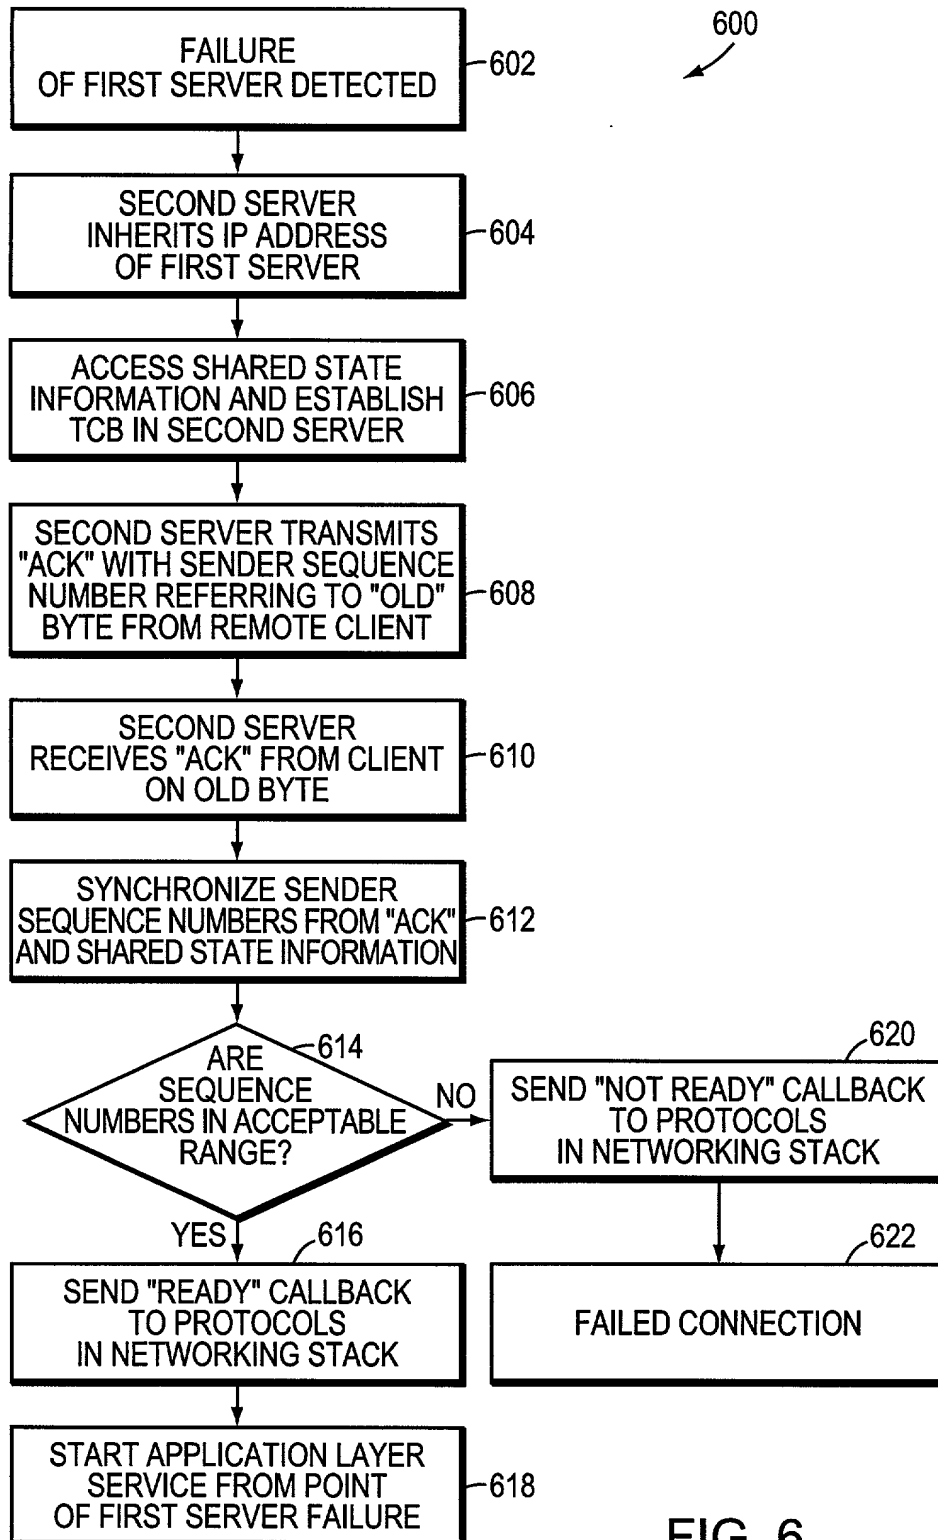 600
FAILURE
OF FIRST SERVER DETECTED
602
SECOND SERVER
INHERITS IP ADDRESS
OF FIRST SERVER
604
ACCESS SHARED STATE
INFORMATION AND ESTABLISH
TCB IN SECOND SERVER
606
SECOND SERVER TRANSMITS
"ACK" WITH SENDER SEQUENCE
NUMBER REFERRING TO "OLD"
BYTE FROM REMOTE CLIENT
608
SECOND SERVER
RECEIVES "ACK" FROM CLIENT
ON OLD BYTE
610
SYNCHRONIZE SENDER
SEQUENCE NUMBERS FROM "ACK"
AND SHARED STATE INFORMATION
612
ARE
SEQUENCE
NUMBERS IN ACCEPTABLE
RANGE?
614
NO
620
SEND "NOT READY" CALLBACK
TO PROTOCOLS
IN NETWORKING STACK
YES
616
SEND "READY" CALLBACK
TO PROTOCOLS
IN NETWORKING STACK
622
FAILED CONNECTION
START APPLICATION LAYER
SERVICE FROM POINT
OF FIRST SERVER FAILURE
618
FIG. 6